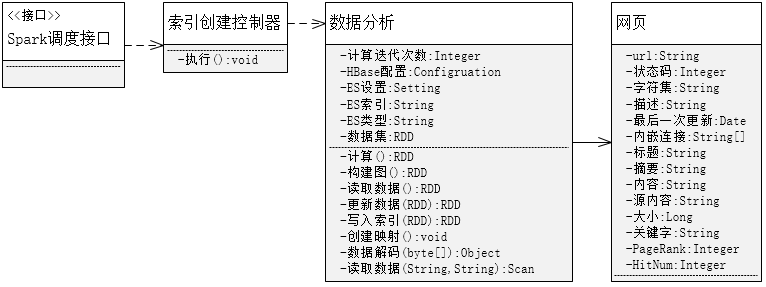 <<接口>>
Spark调度接口
索引创建控制器
-执行():void
数据分析
-计算迭代次数:Integer
-HBase配置:Configruation
-ES设置:Setting
-ES索引:String
-ES类型:String
-数据集:RDD
-计算():RDD
-构建图():RDD
-读取数据():RDD
-更新数据(RDD):RDD
-写入索引(RDD):RDD
-创建映射():void
-数据解码(byte[]):Object
-读取数据(String,String):Scan
网页
-url:String
-状态码:Integer
-字符集:String
-描述:String
-最后一次更新:Date
-内嵌连接:String[]
-标题:String
-摘要:String
-内容:String
-源内容:String
-大小:Long
-关键字:String
-PageRank:Integer
-HitNum:Integer